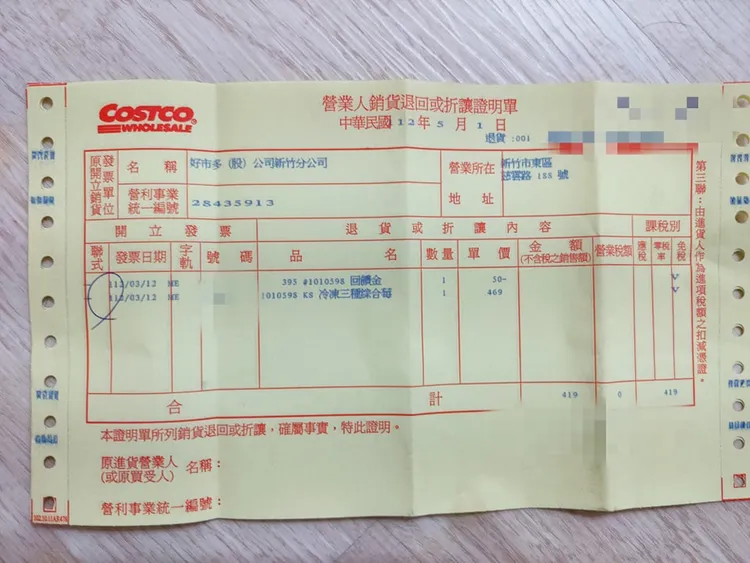 COSTCO
WHOLESALE
營業人銷貨退回或折讓證明單
中華民國112年 5 月 1 日
退貨 :001
原開立銷貨
發票單位
名 稱
好市多 (股) 公司新竹分公司
營利事業
統一編號
28435913
營業所在
地 址
新竹市東區
慈雲路 188 號
開 立 發 票
退 貨 或 折 讓 內 容
課稅別
聯式
發票日期
字軌
號 碼
品 名
數量
單 價
金 額
(不含稅之銷售額)
營業稅額
應稅
零稅率
免稅
112/03/12 ME 395 #1010598 回饋金 1 50- V
112/03/12 1010598 KS 冷凍三種綜合莓 1 469 V
合 計 419 0 419
本證明單所列銷貨退回或折讓，確屬事實，特此證明。
原進貨營業人
(或原買受人)
名稱：
營利事業統一編號：
第三聯：由進貨人作為進項稅額之扣減憑證。